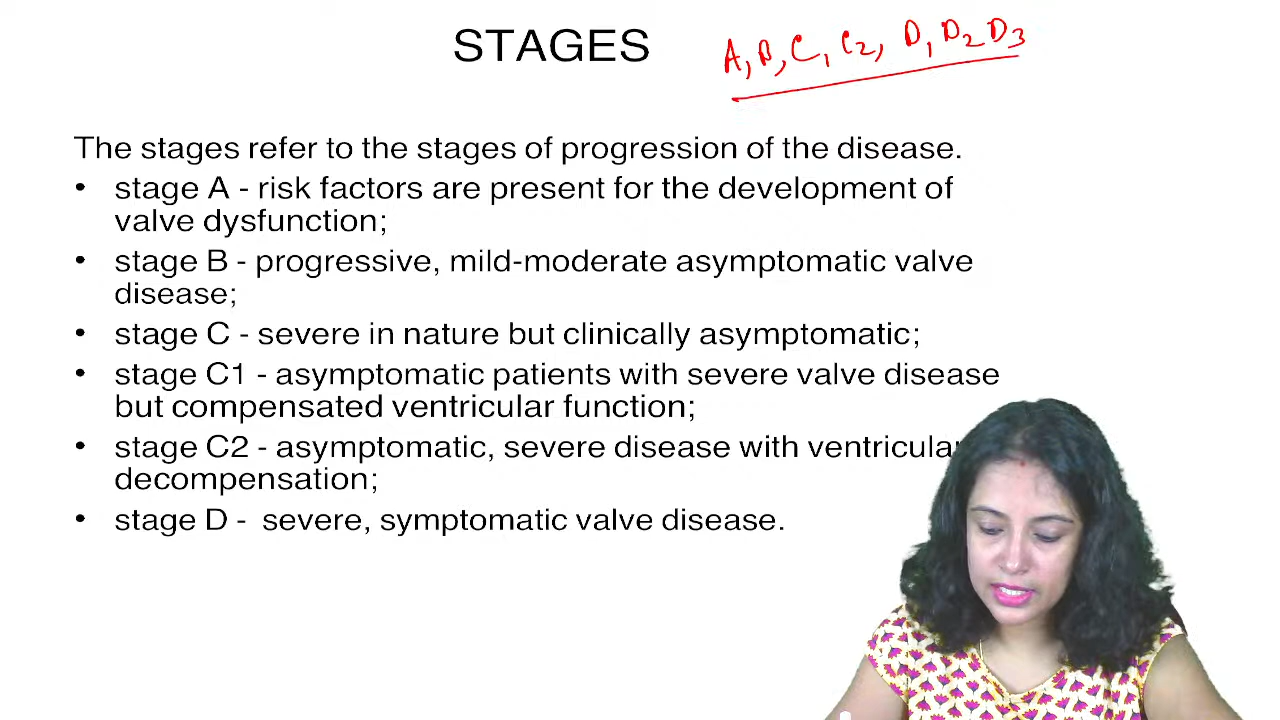 STAGES
A, B, C, C2, D, D2 D3
The stages refer to the stages of progression of the disease.
• stage A - risk factors are present for the development of
valve dysfunction;
• stage B - progressive, mild-moderate asymptomatic valve
disease;
• stage C - severe in nature but clinically asymptomatic;
• stage C1 - asymptomatic patients with severe valve disease
but compensated ventricular function;
• stage C2 - asymptomatic, severe disease with ventricular
decompensation;
• stage D - severe, symptomatic valve disease.